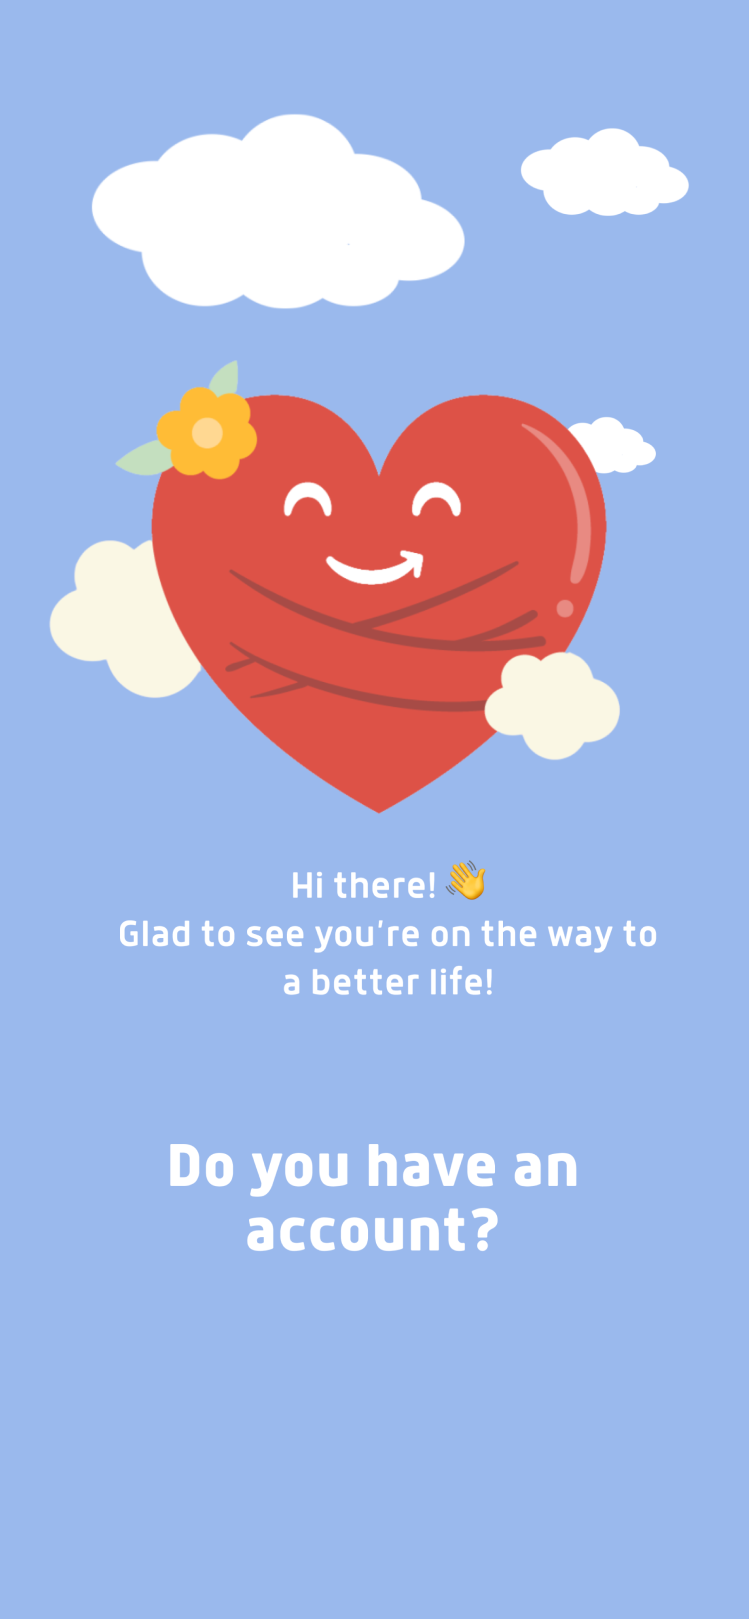 Hi there! 👋
Glad to see you're on the way to
a better life!
Do you have an
account?